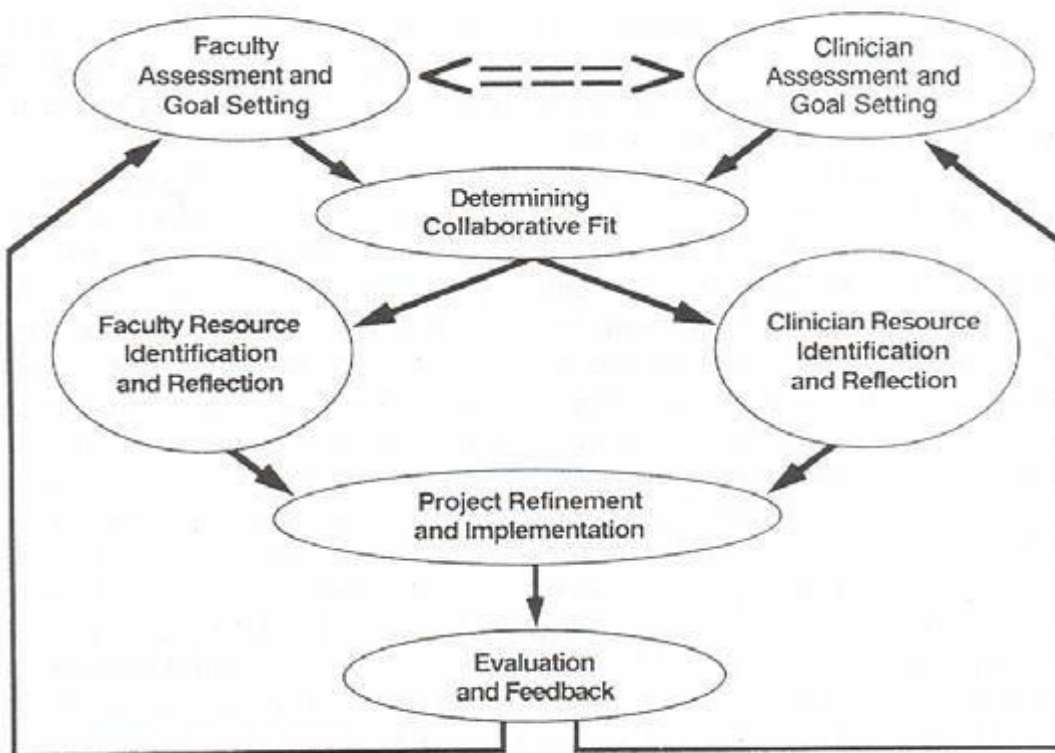 Faculty
Assessment and
Goal Setting
Clinician
Assessment and
Goal Setting
Determining
Collaborative Fit
Faculty Resource
Identification
and Reflection
Clinician Resource
Identification
and Reflection
Project Refinement
and Implementation
Evaluation
and Feedback